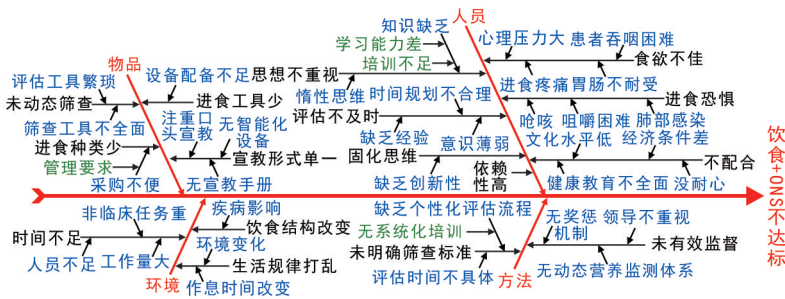 人员
知识缺乏
学习能力差
培训不足
思想不重视
惰性思维
时间规划不合理
评估不及时
缺乏经验
意识薄弱
固化思维
缺乏创新性
依赖
性高
心理压力大
患者吞咽困难
食欲不佳
进食疼痛
胃肠不耐受
进食恐惧
呛咳
咀嚼困难
肺部感染
文化水平低
经济条件差
不配合
健康教育不全面
没耐心
物品
评估工具繁琐
未动态筛查
筛查工具不全面
设备配备不足
进食工具少
进食种类少
管理要求
采购不便
注重口
头宣教
无智能化
设备
宣教形式单一
无宣教手册
饮食+ONS不达标
非临床任务重
时间不足
人员不足
工作量大
疾病影响
饮食结构改变
环境变化
生活规律打乱
作息时间改变
环境
缺乏个性化评估流程
无系统化培训
未明确筛查标准
评估时间不具体
无奖惩
机制
领导不重视
未有效监督
无动态营养监测体系
方法